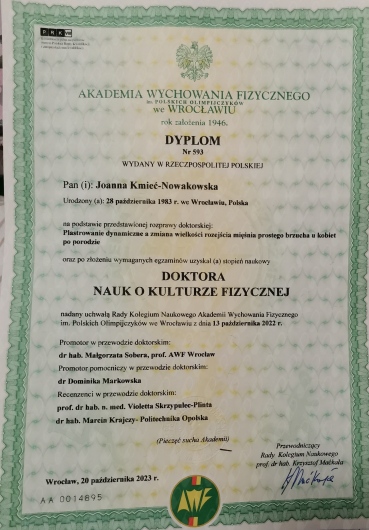 P R K W
AKADEMIA WYCHOWANIA FIZYCZNEGO
im. POLSKICH OLIMPIJCZYKÓW
we WROCŁAWIU
rok założenia 1946.
DYPLOM
Nr 593
WYDANY W RZECZPOSPOLITEJ POLSKIEJ
Pan (i): Joanna Kmieć-Nowakowska
Urodzony (a): 28 października 1983 r. we Wrocławiu, Polska
na podstawie przedstawionej rozprawy doktorskiej:
Plastrowanie dynamiczne a zmiana wielkości rozejścia mięśnia prostego brzucha u kobiet
po porodzie
oraz po złożeniu wymaganych egzaminów uzyskał (a) stopień naukowy
DOKTORA
NAUK O KULTURZE FIZYCZNEJ
nadany uchwałą Rady Kolegium Naukowego Akademii Wychowania Fizycznego
im. Polskich Olimpijczyków we Wrocławiu z dnia 13 października 2022 r.
Promotor w przewodzie doktorskim:
dr hab. Małgorzata Sobera, prof. AWF Wrocław
Promotor pomocniczy w przewodzie doktorskim:
dr Dominika Markowska
Recenzenci w przewodzie doktorskim:
prof. dr hab. n. med. Violetta Skrzypulec-Plinta
dr hab. Marcin Krajczy- Politechnika Opolska
(Pieczęć sucha Akademii)
Przewodniczący
Rady Kolegium Naukowego
prof. dr hab. Krzysztof Maćkała
Wrocław, 20 października 2023 r.
AA 0014895
AWF